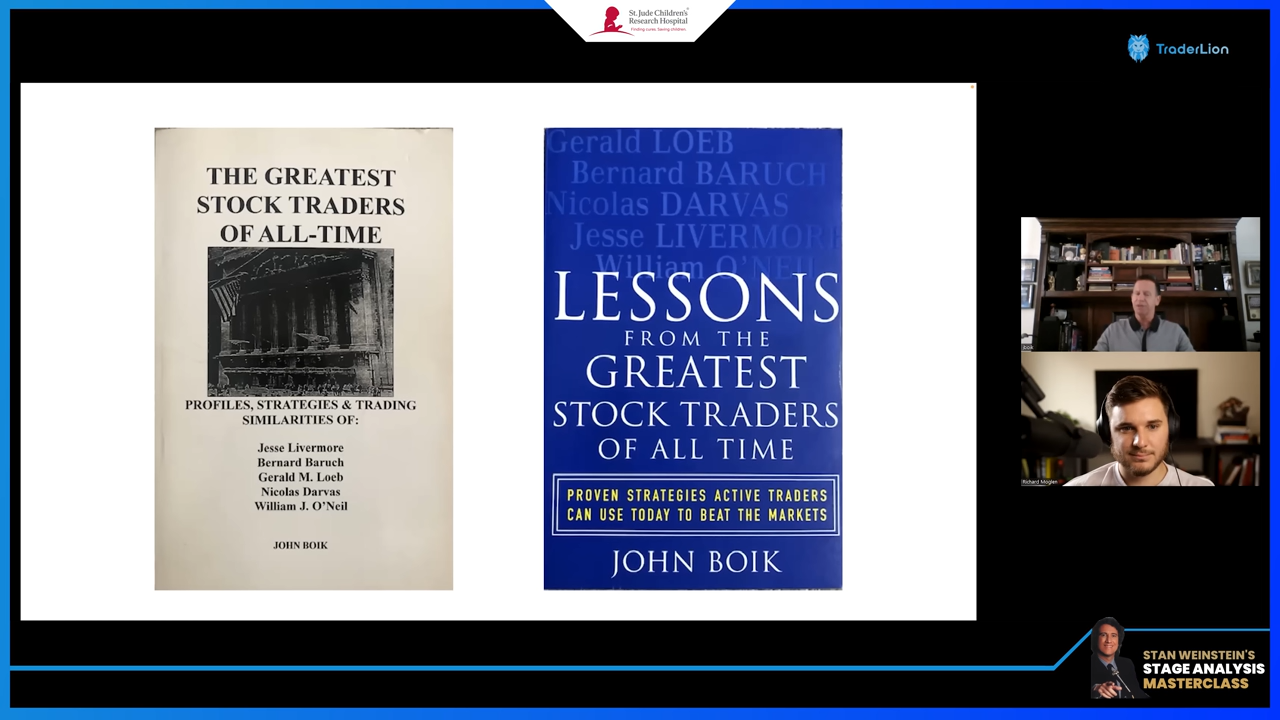 St. Jude Children's
Research Hospital
Finding cures. Saving children.
TraderLion
THE GREATEST
STOCK TRADERS
OF ALL-TIME
PROFILES, STRATEGIES & TRADING
SIMILARITIES OF:
Jesse Livermore
Bernard Baruch
Gerald M. Loeb
Nicolas Darvas
William J. O'Neil
JOHN BOIK
Gerald LOEB
Bernard BARUCH
Nicolas DARVAS
Jesse LIVERMORE
William O'NEIL
LESSONS
FROM THE
GREATEST
STOCK TRADERS
OF ALL TIME
PROVEN STRATEGIES ACTIVE TRADERS
CAN USE TODAY TO BEAT THE MARKETS
JOHN BOIK
Richard Moglen
STAN WEINSTEIN'S
STAGE ANALYSIS
MASTERCLASS